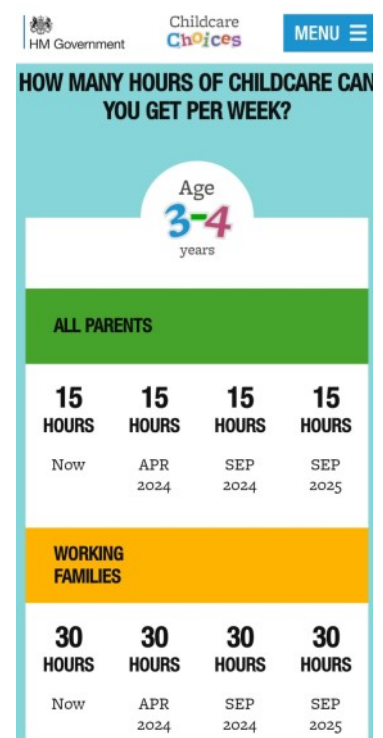 HM Government
Childcare
Choices
MENU
HOW MANY HOURS OF CHILDCARE CAN
YOU GET PER WEEK?
Age
3-4
years
ALL PARENTS
15 15 15 15
HOURS HOURS HOURS HOURS
Now APR SEP SEP
2024 2024 2025
WORKING
FAMILIES
30 30 30 30
HOURS HOURS HOURS HOURS
Now APR SEP SEP
2024 2024 2025